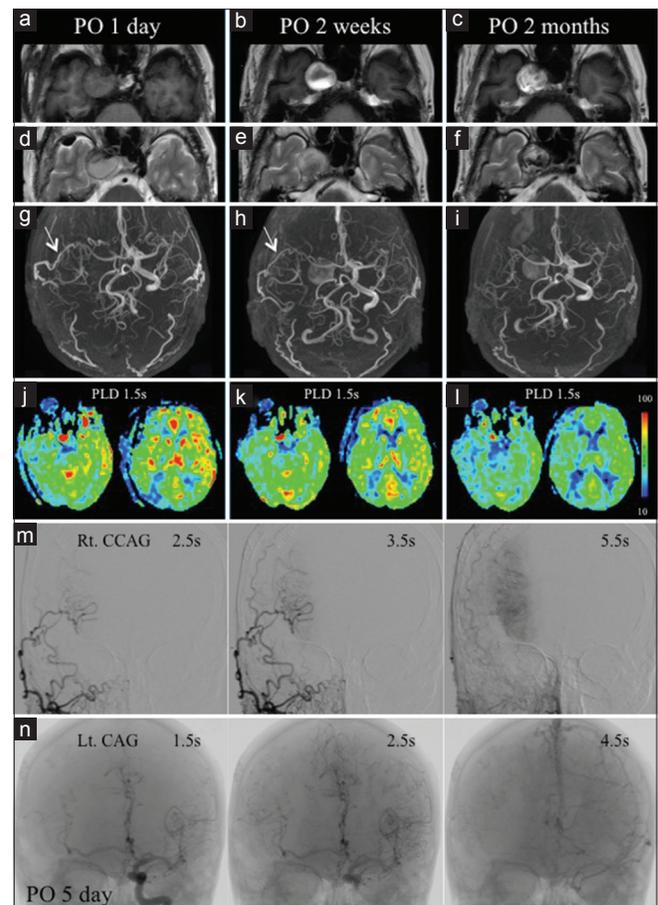 a PO 1 day b PO 2 weeks c PO 2 months
d e f
g h i
j PLD 1.5s k PLD 1.5s l PLD 1.5s
100
10
m Rt. CCAG 2.5s 3.5s 5.5s
n Lt. CAG 1.5s 2.5s 4.5s
PO 5 day